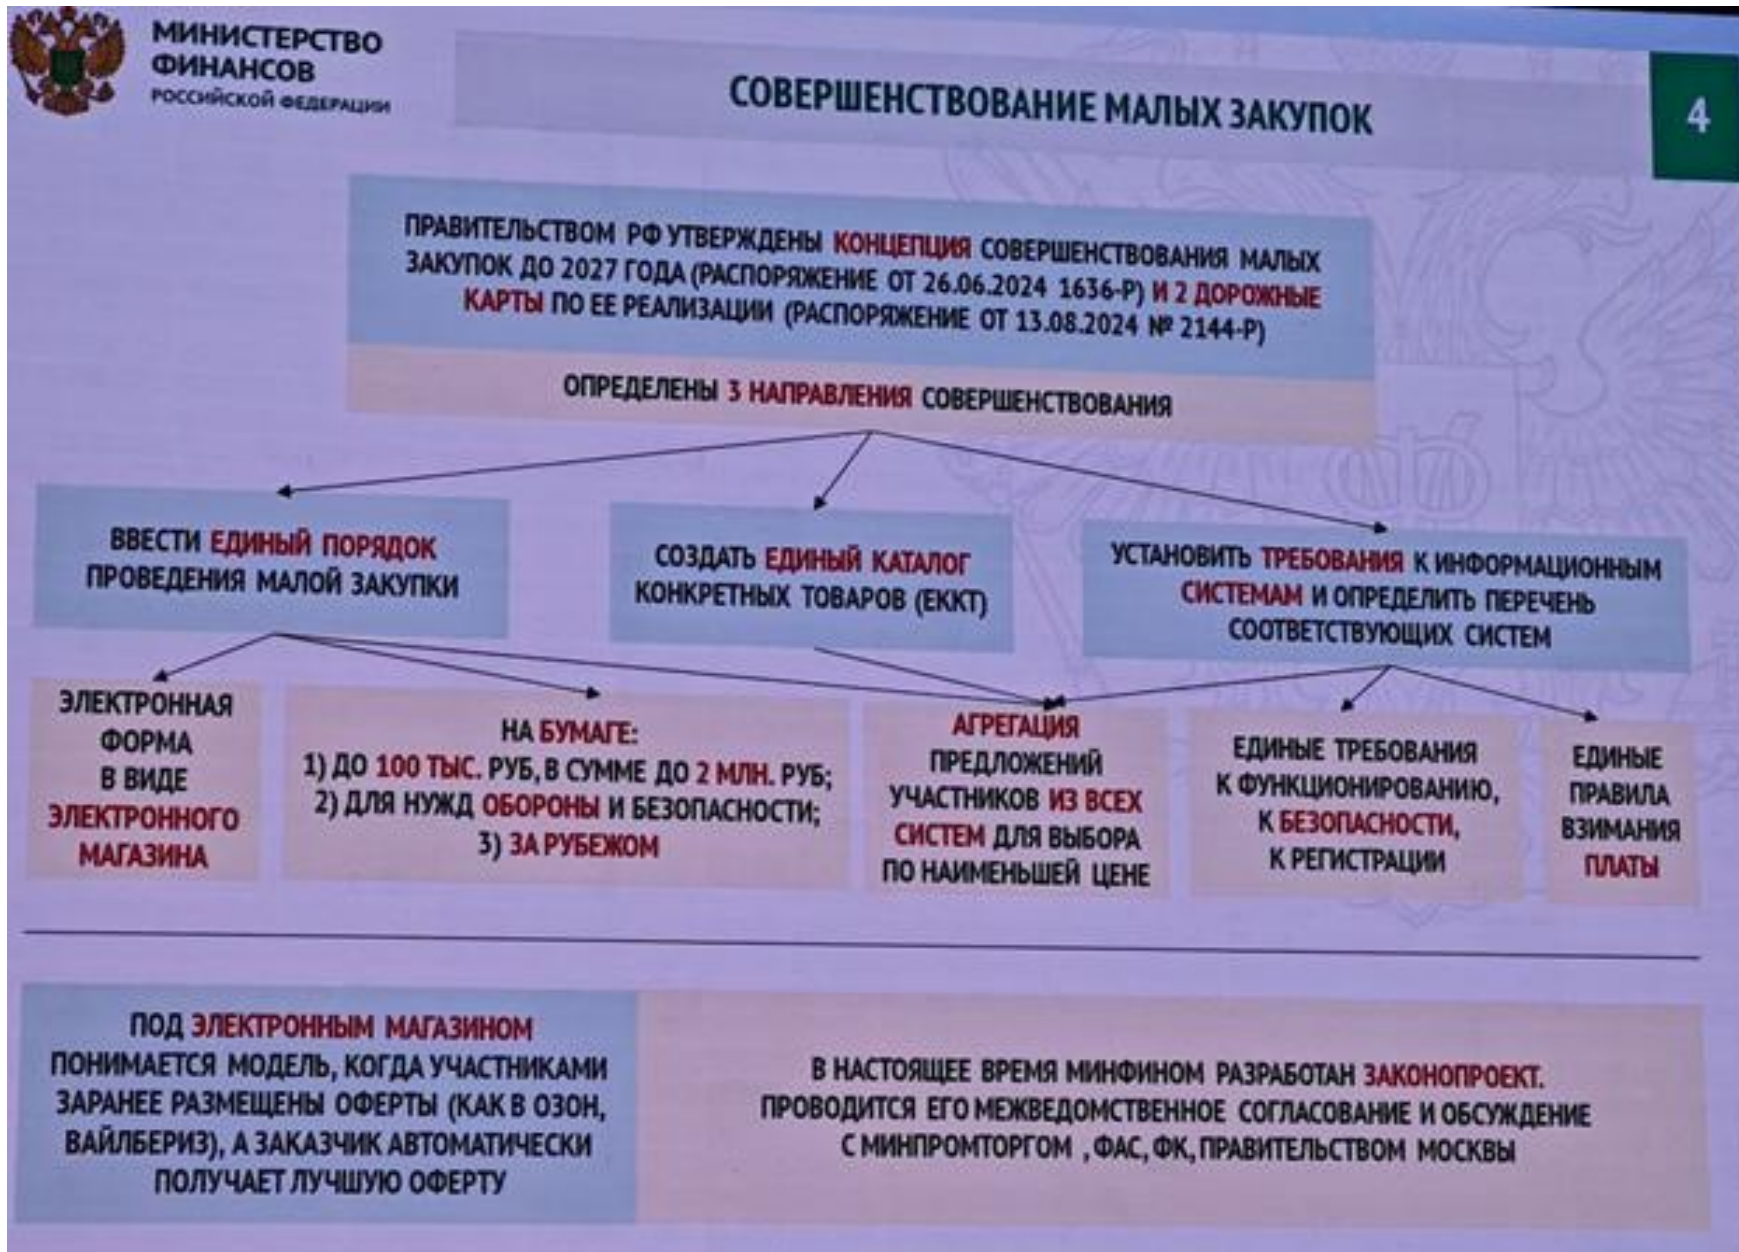 МИНИСТЕРСТВО
ФИНАНСОВ
РОССИЙСКОЙ ФЕДЕРАЦИИ
СОВЕРШЕНСТВОВАНИЕ МАЛЫХ ЗАКУПОК
4
ПРАВИТЕЛЬСТВОМ РФ УТВЕРЖДЕНЫ КОНЦЕПЦИЯ СОВЕРШЕНСТВОВАНИЯ МАЛЫХ
ЗАКУПОК ДО 2027 ГОДА (РАСПОРЯЖЕНИЕ ОТ 26.06.2024 1636-Р) И 2 ДОРОЖНЫЕ
КАРТЫ ПО ЕЕ РЕАЛИЗАЦИИ (РАСПОРЯЖЕНИЕ ОТ 13.08.2024 № 2144-Р)
ОПРЕДЕЛЕНЫ 3 НАПРАВЛЕНИЯ СОВЕРШЕНСТВОВАНИЯ
ВВЕСТИ ЕДИНЫЙ ПОРЯДОК
ПРОВЕДЕНИЯ МАЛОЙ ЗАКУПКИ
СОЗДАТЬ ЕДИНЫЙ КАТАЛОГ
КОНКРЕТНЫХ ТОВАРОВ (ЕККТ)
УСТАНОВИТЬ ТРЕБОВАНИЯ К ИНФОРМАЦИОННЫМ
СИСТЕМАМ И ОПРЕДЕЛИТЬ ПЕРЕЧЕНЬ
СООТВЕТСТВУЮЩИХ СИСТЕМ
ЭЛЕКТРОННАЯ
ФОРМА
В ВИДЕ
ЭЛЕКТРОННОГО
МАГАЗИНА
НА БУМАГЕ:
1) ДО 100 ТЫС. РУБ, В СУММЕ ДО 2 МЛН. РУБ;
2) ДЛЯ НУЖД ОБОРОНЫ И БЕЗОПАСНОСТИ;
3) ЗА РУБЕЖОМ
АГРЕГАЦИЯ
ПРЕДЛОЖЕНИЙ
УЧАСТНИКОВ ИЗ ВСЕХ
СИСТЕМ ДЛЯ ВЫБОРА
ПО НАИМЕНЬШЕЙ ЦЕНЕ
ЕДИНЫЕ ТРЕБОВАНИЯ
К ФУНКЦИОНИРОВАНИЮ,
К БЕЗОПАСНОСТИ,
К РЕГИСТРАЦИИ
ЕДИНЫЕ
ПРАВИЛА
ВЗИМАНИЯ
ПЛАТЫ
ПОД ЭЛЕКТРОННЫМ МАГАЗИНОМ
ПОНИМАЕТСЯ МОДЕЛЬ, КОГДА УЧАСТНИКАМИ
ЗАРАНЕЕ РАЗМЕЩЕНЫ ОФЕРТЫ (КАК В ОЗОН,
ВАЙЛБЕРИЗ), А ЗАКАЗЧИК АВТОМАТИЧЕСКИ
ПОЛУЧАЕТ ЛУЧШУЮ ОФЕРТУ
В НАСТОЯЩЕЕ ВРЕМЯ МИНФИНОМ РАЗРАБОТАН ЗАКОНОПРОЕКТ.
ПРОВОДИТСЯ ЕГО МЕЖВЕДОМСТВЕННОЕ СОГЛАСОВАНИЕ И ОБСУЖДЕНИЕ
С МИНПРОМТОРГОМ , ФАС, ФК, ПРАВИТЕЛЬСТВОМ МОСКВЫ